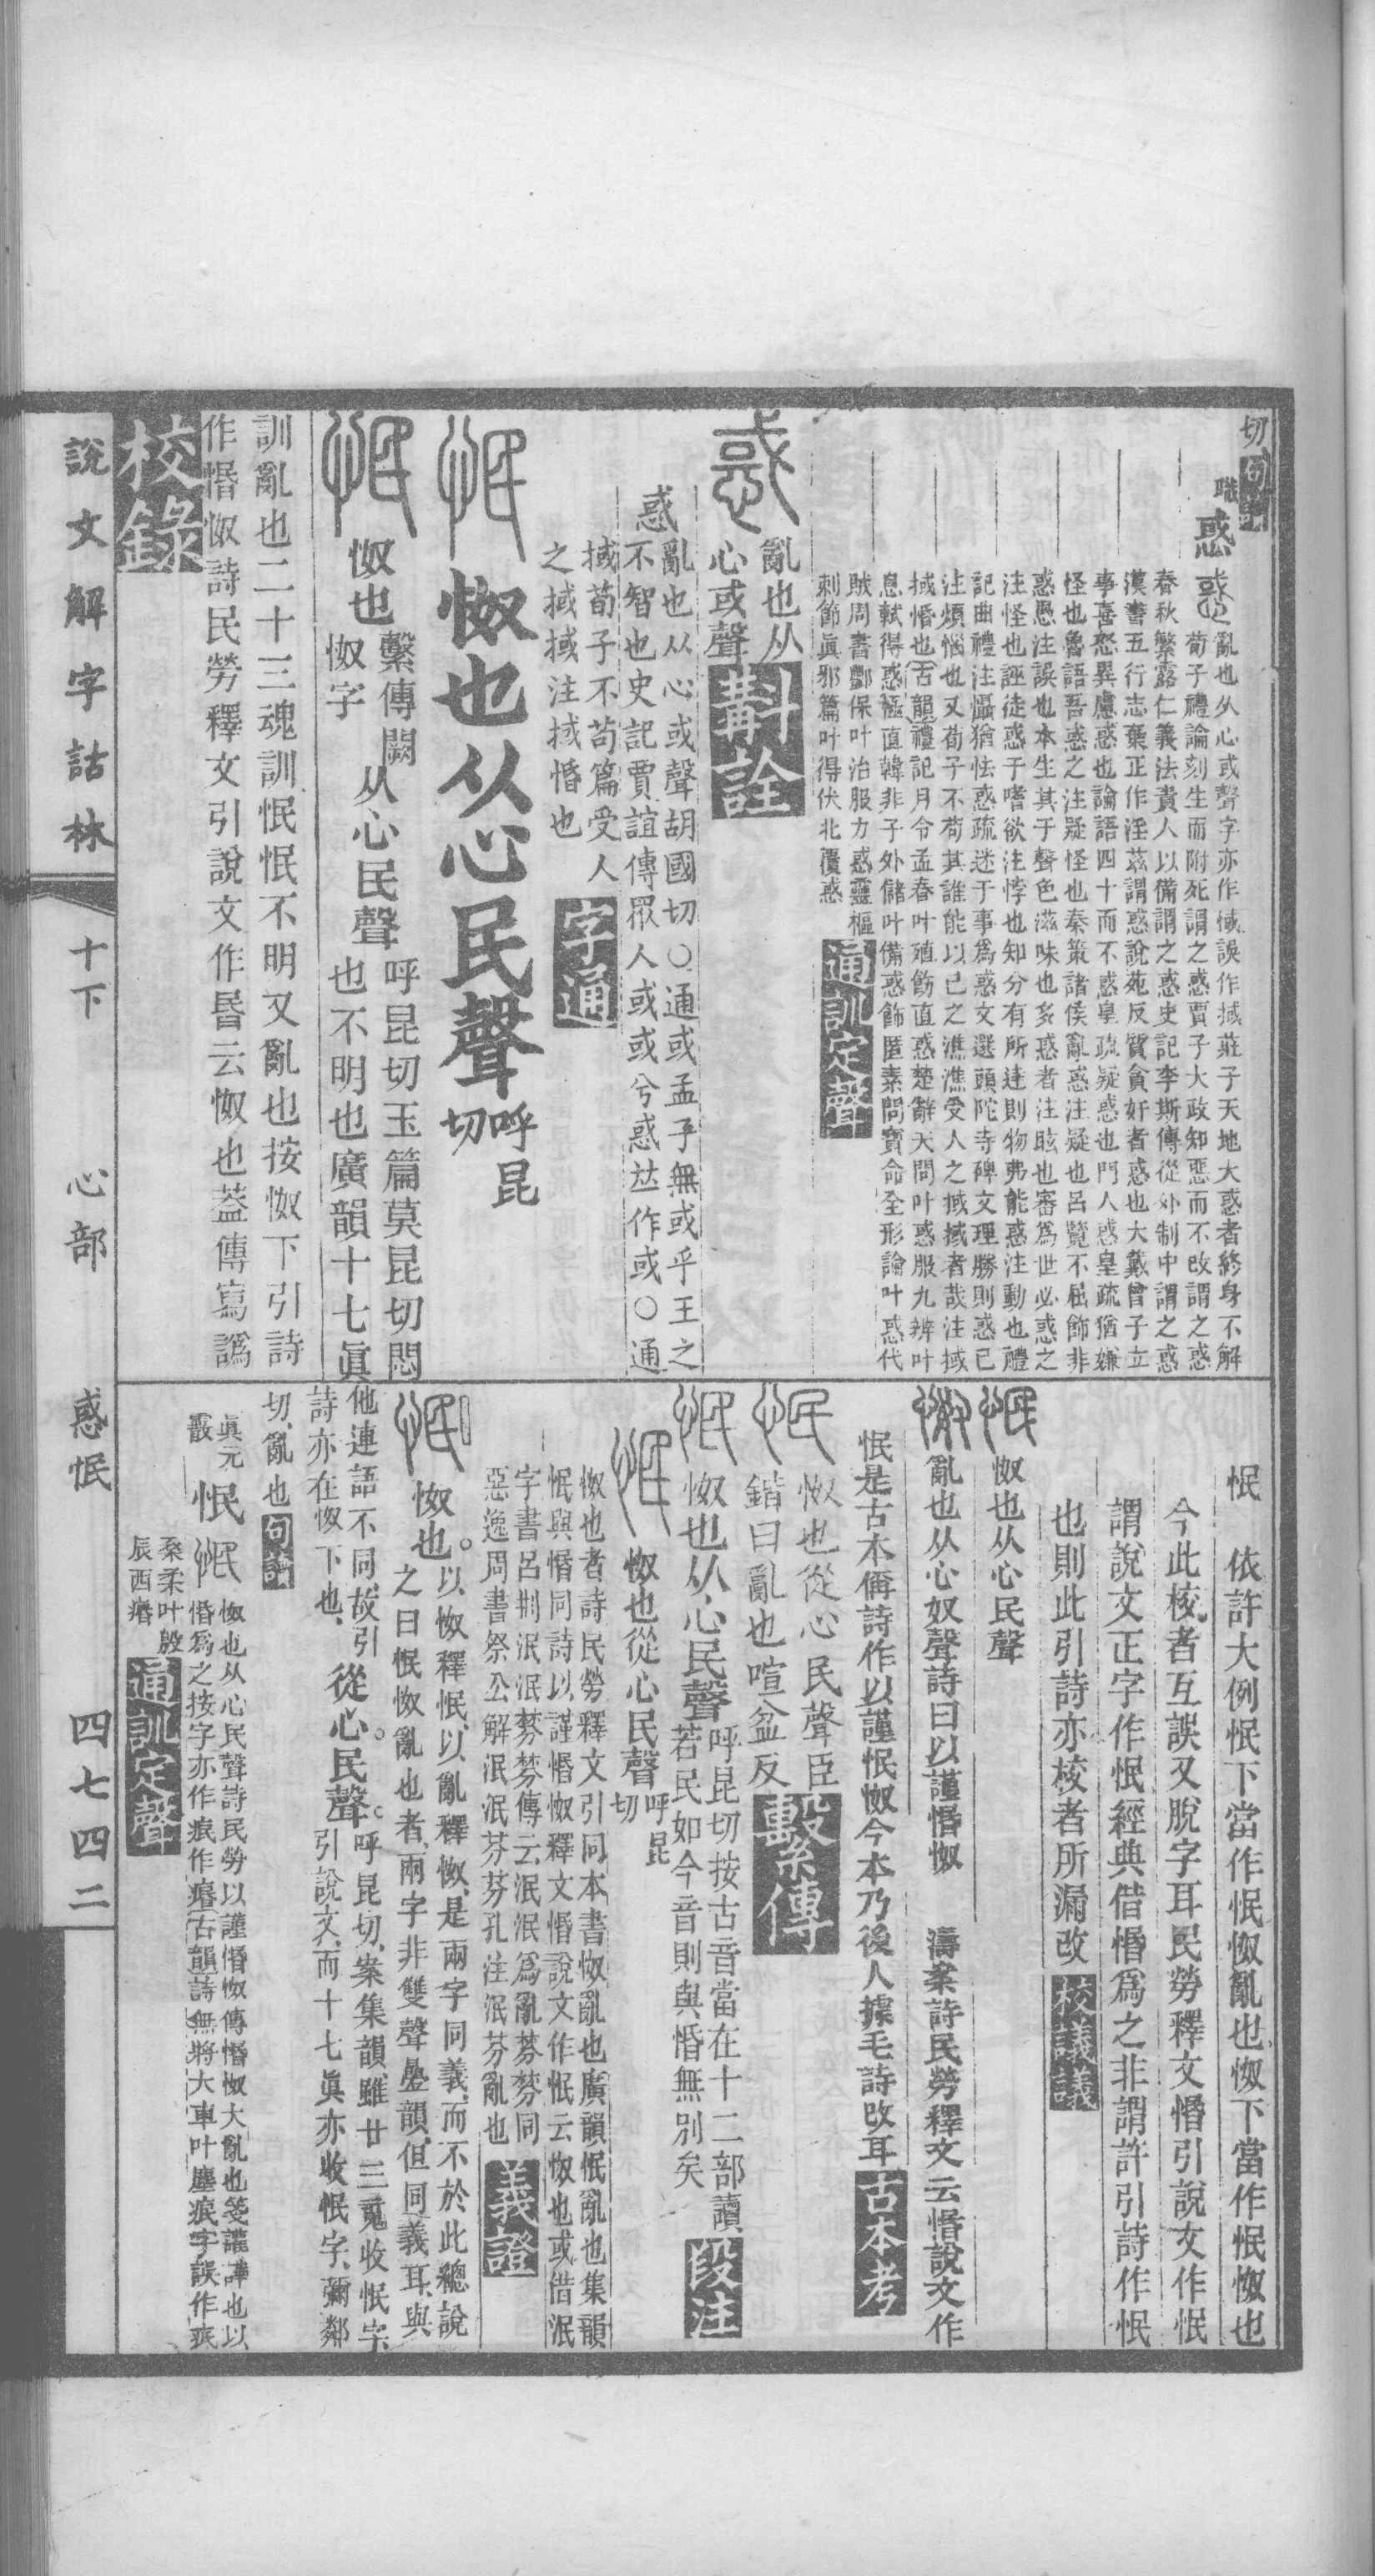 切 句讀
職 惑 亂也从心或聲字亦作惐誤作掝莊子天地大惑者終身不解
荀子禮論刻生而附死謂之惑賈子大政知惡而不改謂之惑
春秋繁露仁義法責人以備謂之惑史記李斯傳從外制中謂之惑
漢書五行志棄正作淫茲謂惑說苑反質貪奸者惑也大戴曾子立
事喜怒異慮惑也論語四十而不惑皇疏疑惑也門人惑皇疏猶嫌
怪也魯語吾惑之注疑怪也秦策諸侯亂惑注疑也呂覽不屈飾非
惑愚注誤也本生其于聲色滋味也多惑者注眩也審爲世必惑之
注怪也誣徒惑于嗜欲注悖也知分有所達則物弗能惑注動也禮
記曲禮注懾猶怯惑疏迷于事爲惑文選頭陀寺碑文理勝則惑已
注煩惱也又荀子不苟其誰能以己之潐潐受人之掝掝者哉注掝
掝惛也古韻禮記月令孟春叶殖飭直惑楚辭天問叶惑服九辨叶
息軾得惑極直韓非子外儲叶備惑飾匿素問寶命全形論叶惑代
賊周書酆保叶治服力惑靈樞
刺節眞邪篇叶得伏北覆惑 通訓定聲
亂也从
心或聲 斠詮
惑 亂也从心或聲胡國切○通或孟子無或乎王之
不智也史記賈誼傳眾人或或兮惑𠀤作或○通
掝荀子不苟篇受人
之掝掝注掝惛也 字通
怓也从心民聲 呼昆切
怋 怓也 繫傳闕怓字 从心民聲 呼昆切玉篇莫昆切悶
也不明也廣韻十七眞
訓亂也二十三魂訓怋怋不明又亂也按怓下引詩
作惽怓詩民勞釋文引說文作昬云怓也葢傳寫譌
校錄
怋 依許大例怋下當作怋怓亂也怓下當作怋怓也
今此校者互誤又脫字耳民勞釋文惽引說文作怋
謂說文正字作怋經典借惽爲之非謂許引詩作怋
也則此引詩亦校者所漏改 校議議
怓也从心民聲
亂也从心奴聲詩曰以謹惽怓 濤案詩民勞釋文云惽說文作
怋是古本偁詩作以謹怋怓今本乃後人據毛詩改耳 古本考
怓也從心民聲臣
鍇曰亂也喧盆反 繫傳
怓也从心民聲 呼昆切按古音當在十二部讀
若民如今音則與惛無別矣 段注
怓也從心民聲 呼昆切
怓也者詩民勞釋文引同本書怓亂也廣韻怋亂也集韻
怋與惽同詩以謹惽怓釋文惽說文作怋云怓也或借泯
字書呂刑泯泯棼棼傳云泯泯爲亂棼棼同
惡逸周書祭公解泯泯芬芬孔注泯芬亂也 義證
怓也。以怓釋怋、以亂釋怓、是兩字同義、而不於此總說
之曰怋怓亂也者、兩字非雙聲疊韻、但同義耳、與
他連語不同、故引
詩亦在怓下也、 從心。民聲。呼昆切、案集韻、雖廿三䰟收怋字、
引說文、而十七眞亦收怋字、彌鄰
切、亂也 句讀
眞元
㪚 怋 怓也从心民聲詩民勞以謹惽怓傳惽怓大亂也箋讙譁也以
惛爲之按字亦作痻作㾗古韻詩無將大車叶塵痻字誤作疧
桑柔叶慇
辰西瘽 通訓定聲
說文解字詁林
十下
心部
惑怋
四七四二